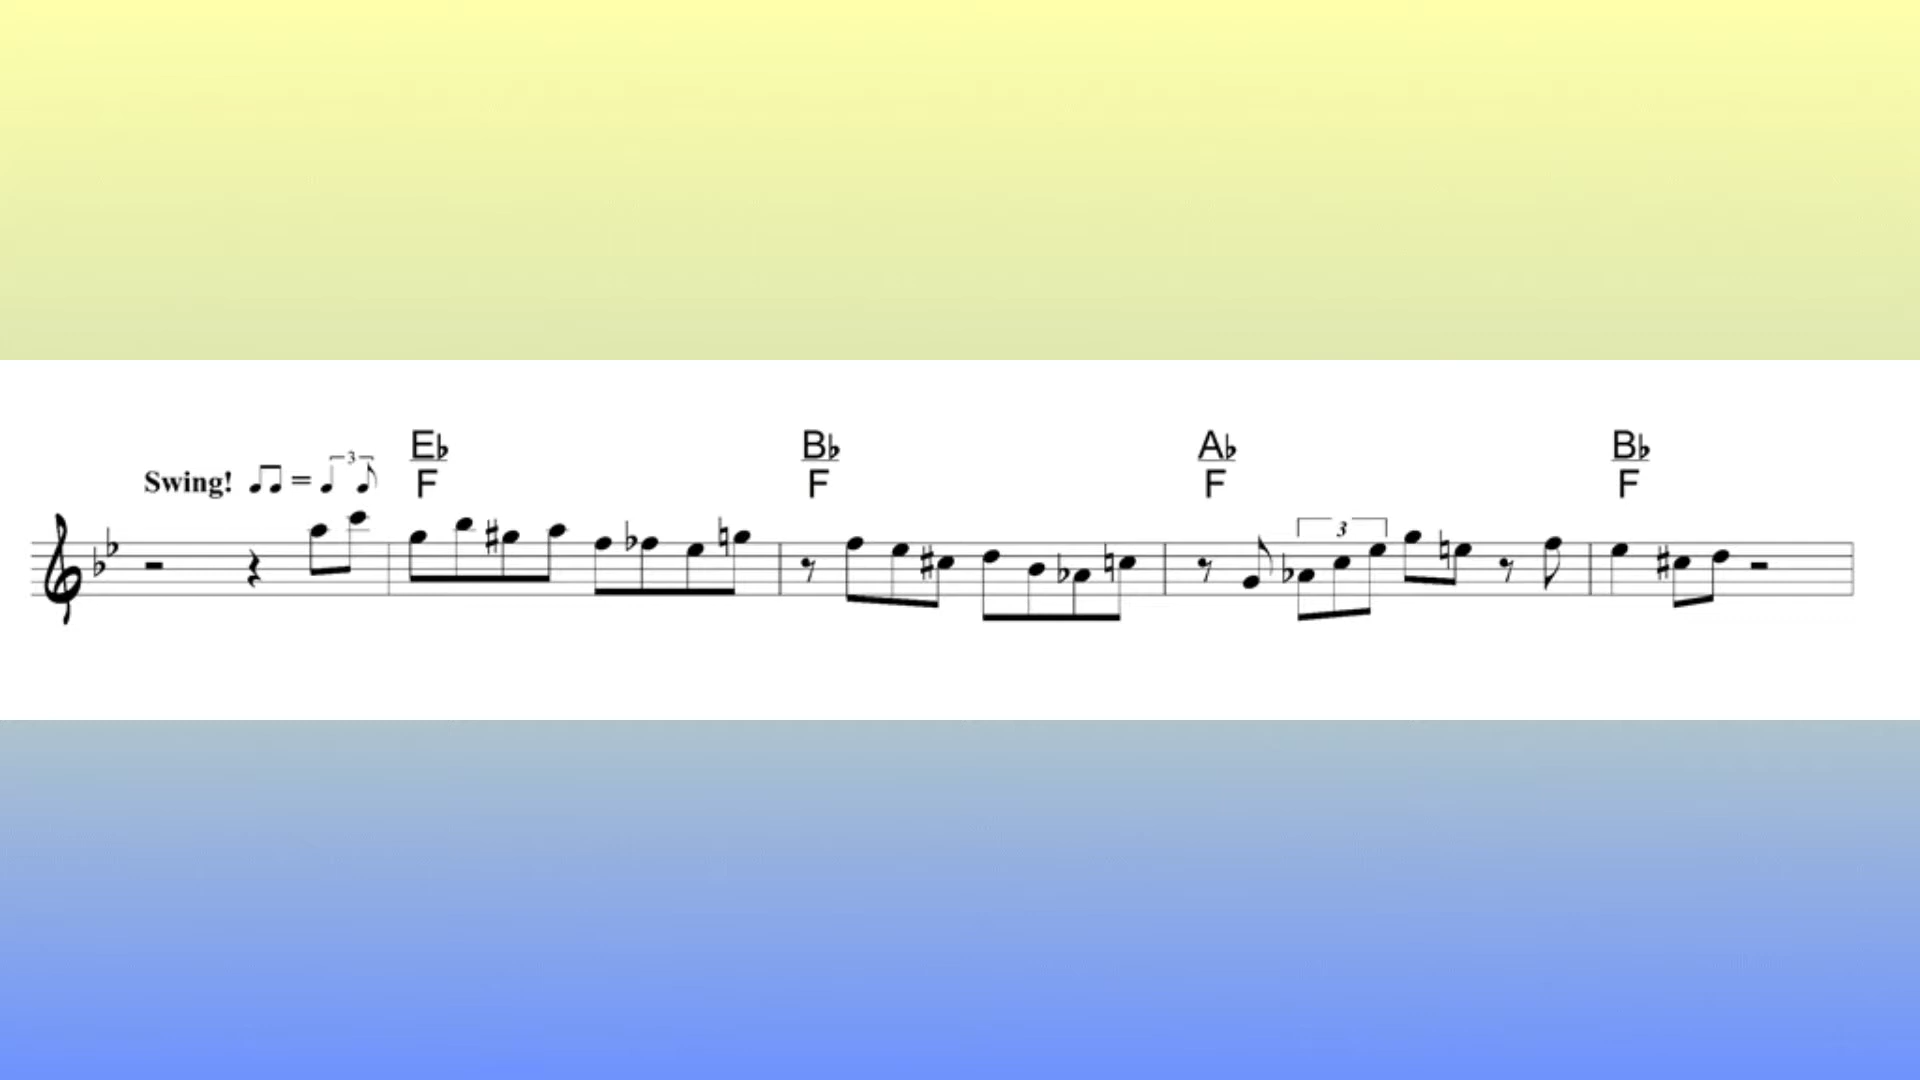 E♭ B♭ A♭ B♭
Swing! ♫ = 3
F F F F
3